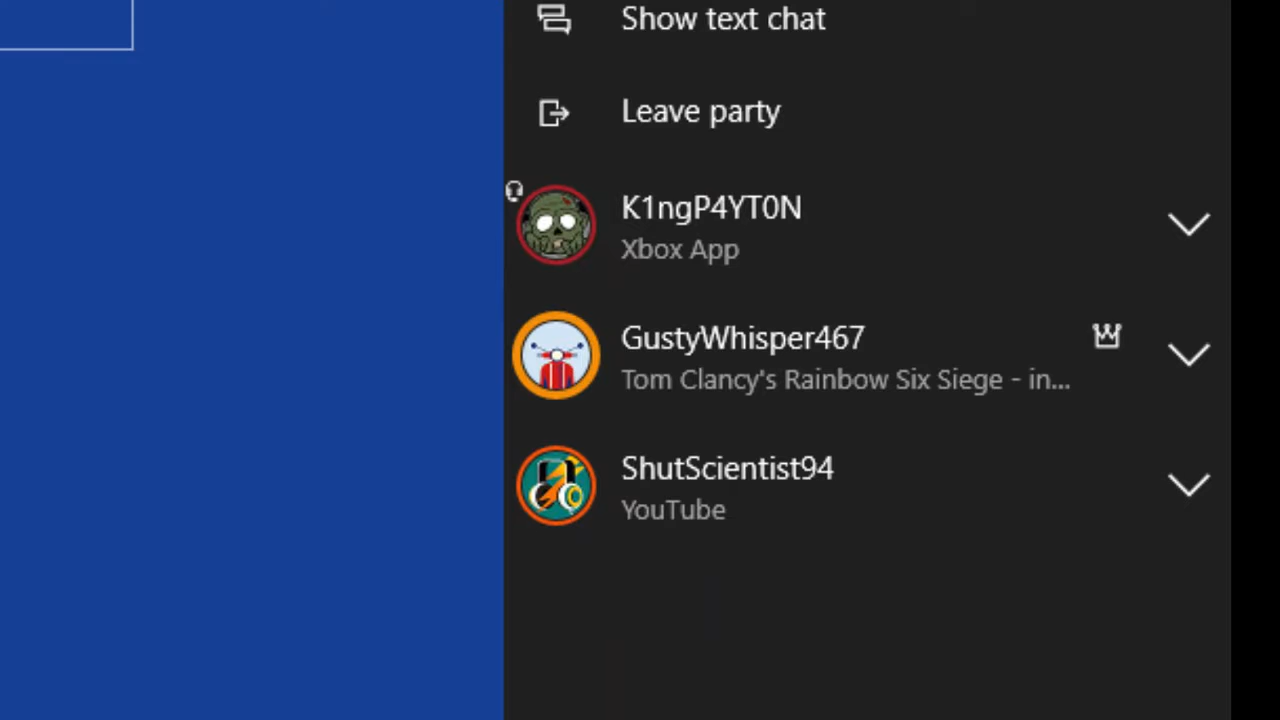 Show text chat
Leave party
K1ngP4YT0N
Xbox App
GustyWhisper467
Tom Clancy's Rainbow Six Siege - in...
ShutScientist94
YouTube